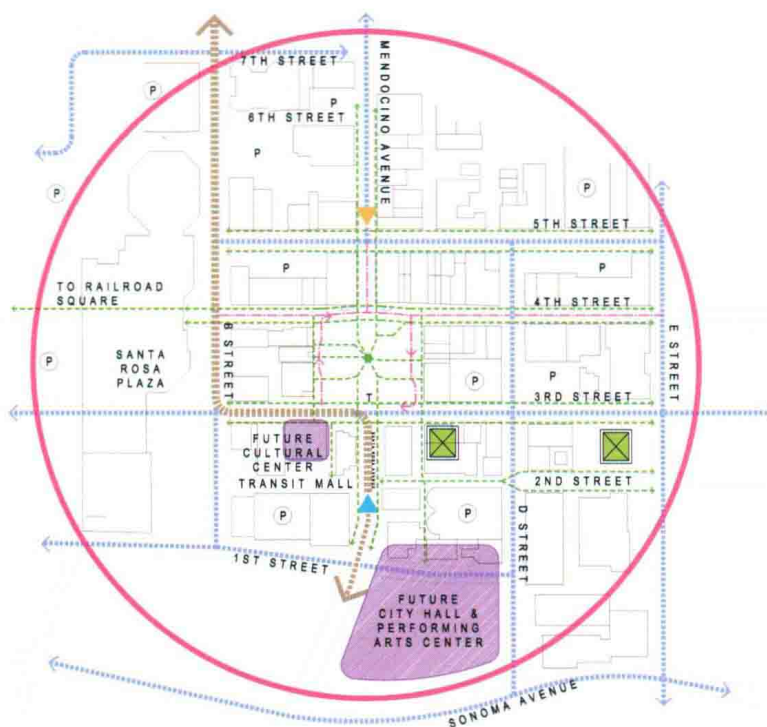 7TH STREET
MENDOCINO AVENUE
P
P
6TH STREET
P
P
P
5TH STREET
P
P
TO RAILROAD
SQUARE
4TH STREET
B STREET
E STREET
SANTA
ROSA
PLAZA
P
P
P
T
3RD STREET
FUTURE
CULTURAL
CENTER
TRANSIT MALL
2ND STREET
P
P
D STREET
1ST STREET
FUTURE
CITY HALL &
PERFORMING
ARTS CENTER
SONOMA AVENUE